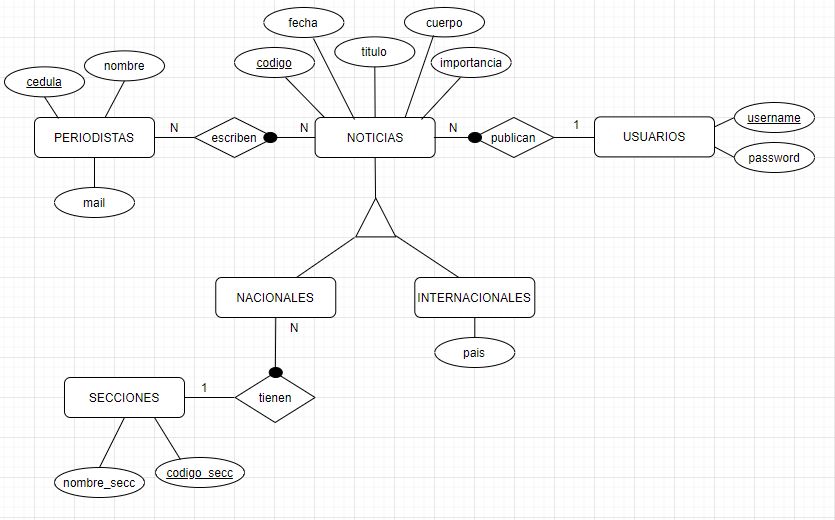 fecha
cuerpo
titulo
codigo
importancia
nombre
cedula
PERIODISTAS
N
escriben
N
NOTICIAS
N
publican
1
USUARIOS
username
password
mail
NACIONALES
INTERNACIONALES
N
pais
SECCIONES
1
tienen
nombre_secc
codigo_secc